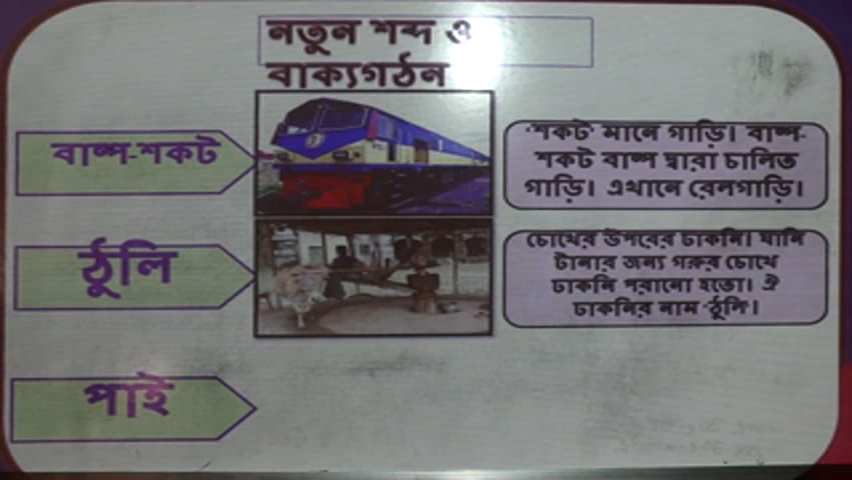 নতুন শব্দ ও
বাক্যগঠন
বাষ্প-শকট
'শকট' মানে গাড়ি। বাষ্প-
শকট বাষ্প দ্বারা চালিত
গাড়ি। এখানে রেলগাড়ি।
ঠুলি
চোখের উপরের ঢাকনি। ঘানি
টানার জন্য গরুর চোখে
ঢাকনি পরানো হতো। ঐ
ঢাকনির নাম 'ঠুলি'।
পাই